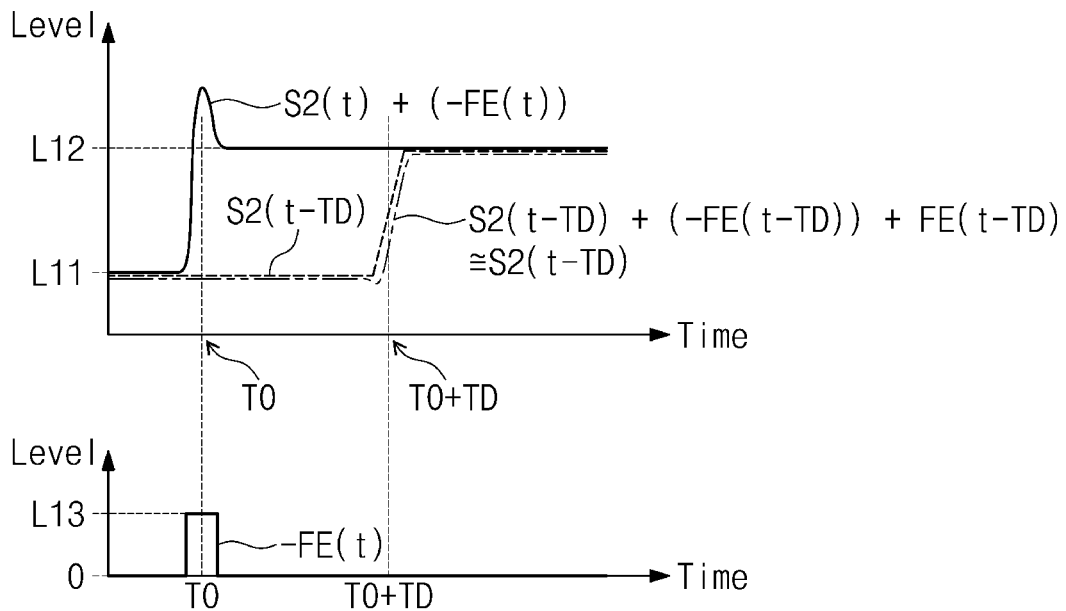 Level
S2(t) + (-FE(t))
L12
S2(t-TD)
S2(t-TD) + (-FE(t-TD)) + FE(t-TD)
≅S2(t-TD)
L11
Time
T0
T0+TD
Level
L13
-FE(t)
0
Time
T0
T0+TD